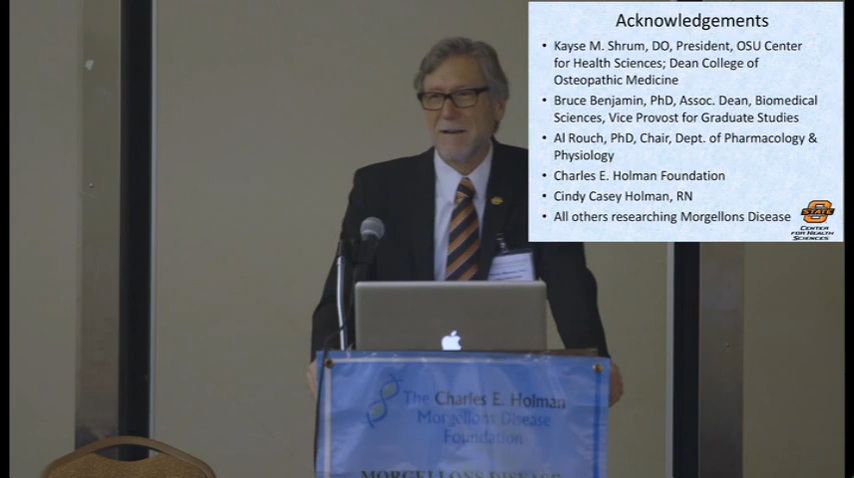 Acknowledgements
• Kayse M. Shrum, DO, President, OSU Center
for Health Sciences; Dean College of
Osteopathic Medicine
• Bruce Benjamin, PhD, Assoc. Dean, Biomedical
Sciences, Vice Provost for Graduate Studies
• Al Rouch, PhD, Chair, Dept. of Pharmacology &
Physiology
• Charles E. Holman Foundation
• Cindy Casey Holman, RN
• All others researching Morgellons Disease
STATE
CENTER
FOR HEALTH
SCIENCES
The Charles E. Holman
Morgellons Disease
Foundation
MORGELLONS DISEASE